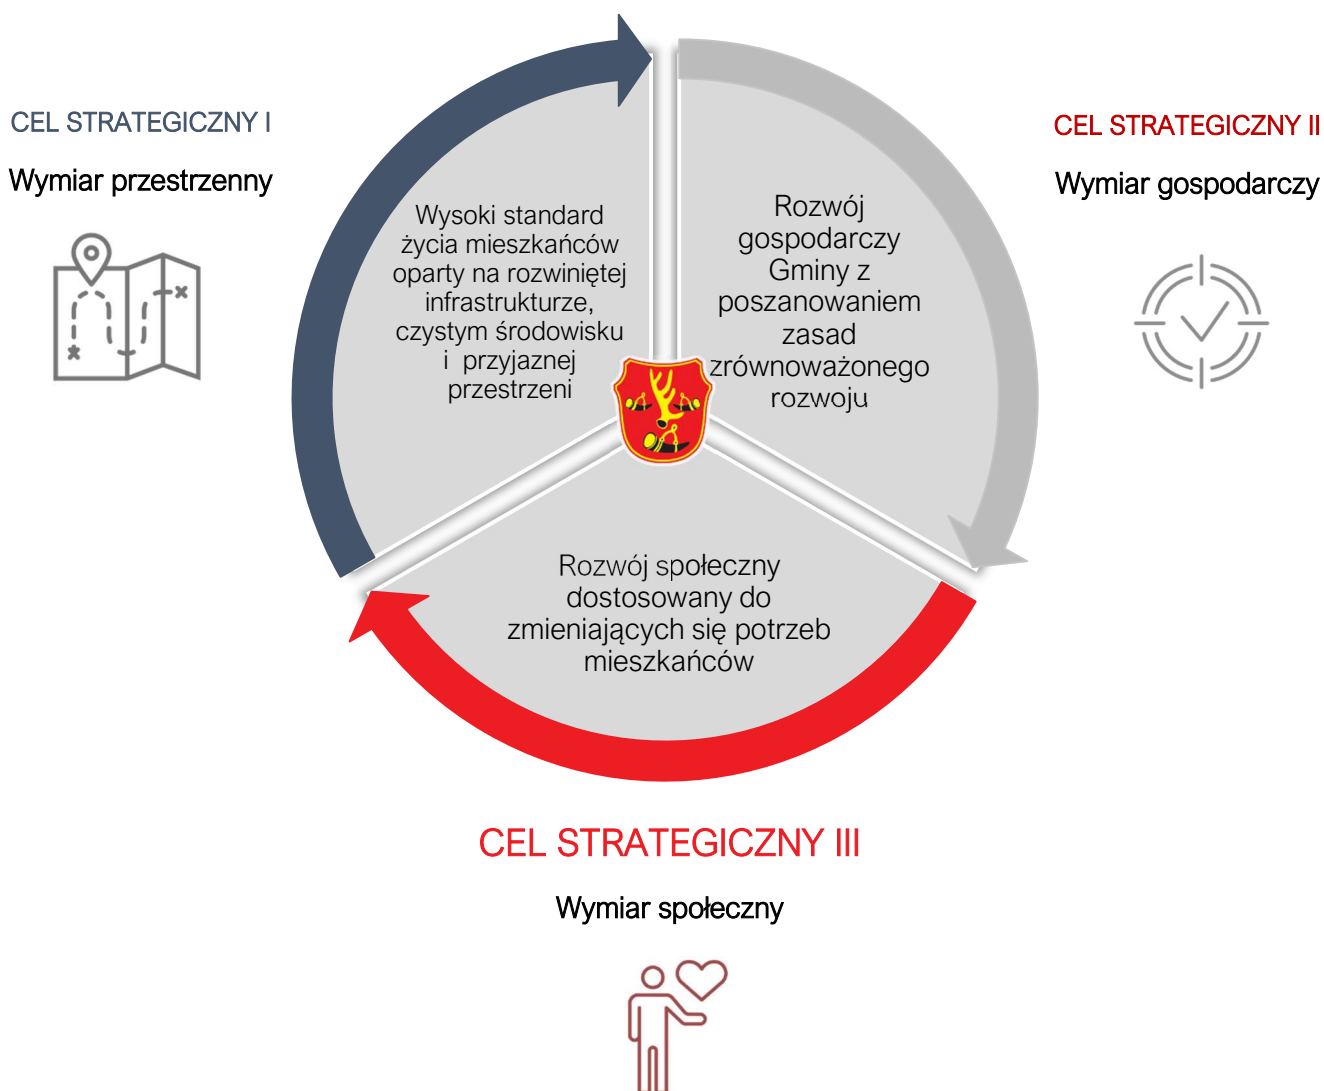 CEL STRATEGICZNY I
Wymiar przestrzenny
Wysoki standard
życia mieszkańców
oparty na rozwiniętej
infrastrukturze,
czystym środowisku
i przyjaznej
przestrzeni
CEL STRATEGICZNY II
Wymiar gospodarczy
Rozwój
gospodarczy
Gminy z
poszanowaniem
zasad
zrównoważonego
rozwoju
Rozwój społeczny
dostosowany do
zmieniających się potrzeb
mieszkańców
CEL STRATEGICZNY III
Wymiar społeczny